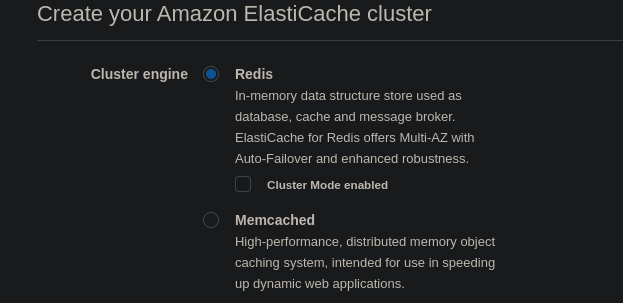 Create your Amazon ElastiCache cluster
Cluster engine
Redis
In-memory data structure store used as
database, cache and message broker.
ElastiCache for Redis offers Multi-AZ with
Auto-Failover and enhanced robustness.
Cluster Mode enabled
Memcached
High-performance, distributed memory object
caching system, intended for use in speeding
up dynamic web applications.